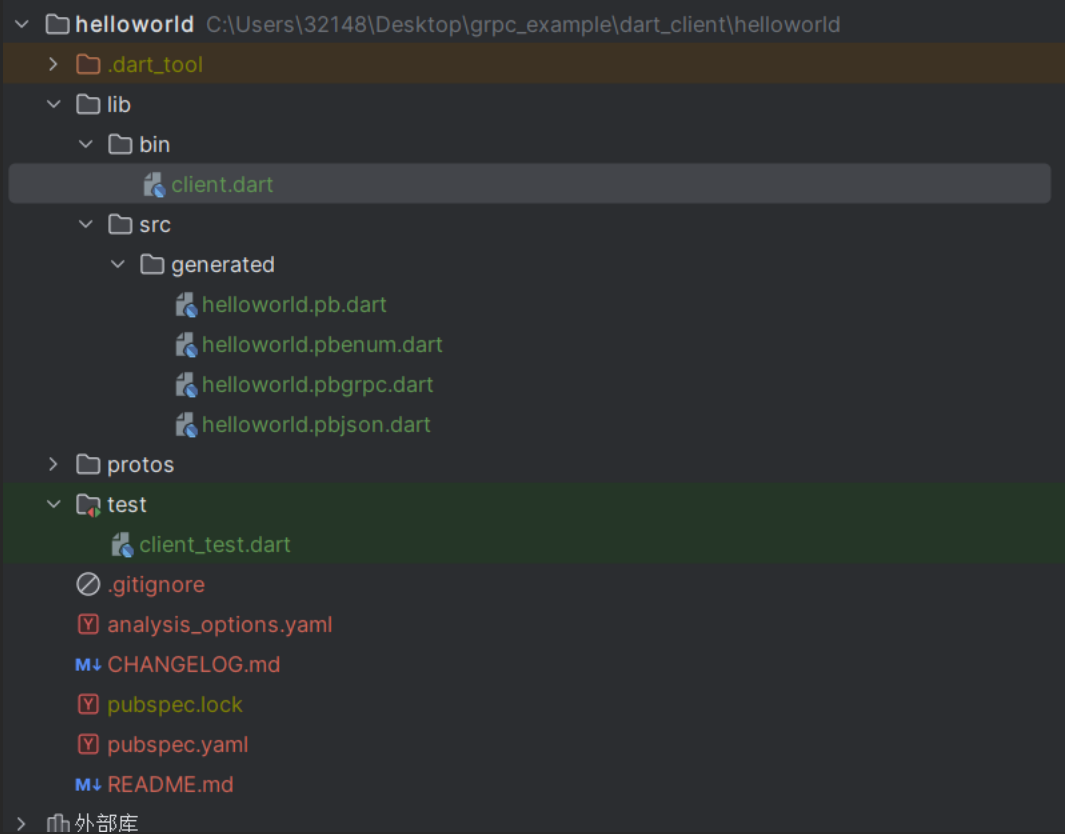 helloworld C:\Users\32148\Desktop\grpc_example\dart_client\helloworld
.dart_tool
lib
bin
client.dart
src
generated
helloworld.pb.dart
helloworld.pbenum.dart
helloworld.pbgrpc.dart
helloworld.pbjson.dart
protos
test
client_test.dart
.gitignore
Y analysis_options.yaml
M↓ CHANGELOG.md
Y pubspec.lock
Y pubspec.yaml
M↓ README.md
外部库